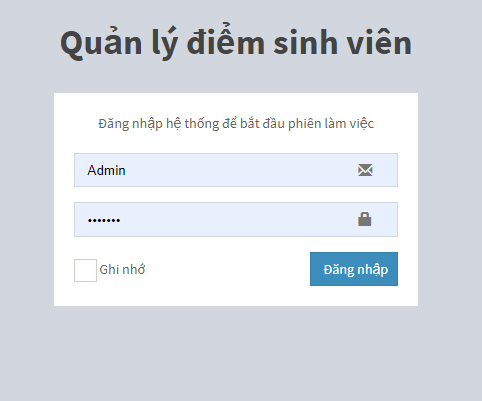 Quản lý điểm sinh viên
Đăng nhập hệ thống để bắt đầu phiên làm việc
Admin
•••••••
Ghi nhớ
Đăng nhập